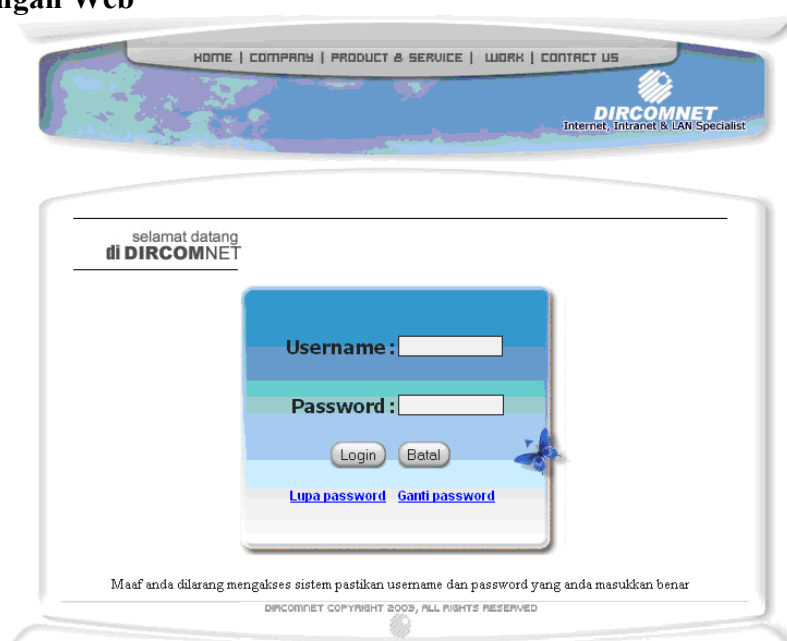 ngan Web
HOME | COMPANY | PRODUCT & SERVICE | WORK | CONTACT US
DIRCOMNET
Internet, Intranet & LAN Specialist
selamat datang
di DIRCOMNET
Username :
Password :
Login Batal
Lupa password Ganti password
Maaf anda dilarang mengakses sistem pastikan username dan password yang anda masukkan benar
DIRCOMNET COPYRIGHT 2003, ALL RIGHTS RESERVED